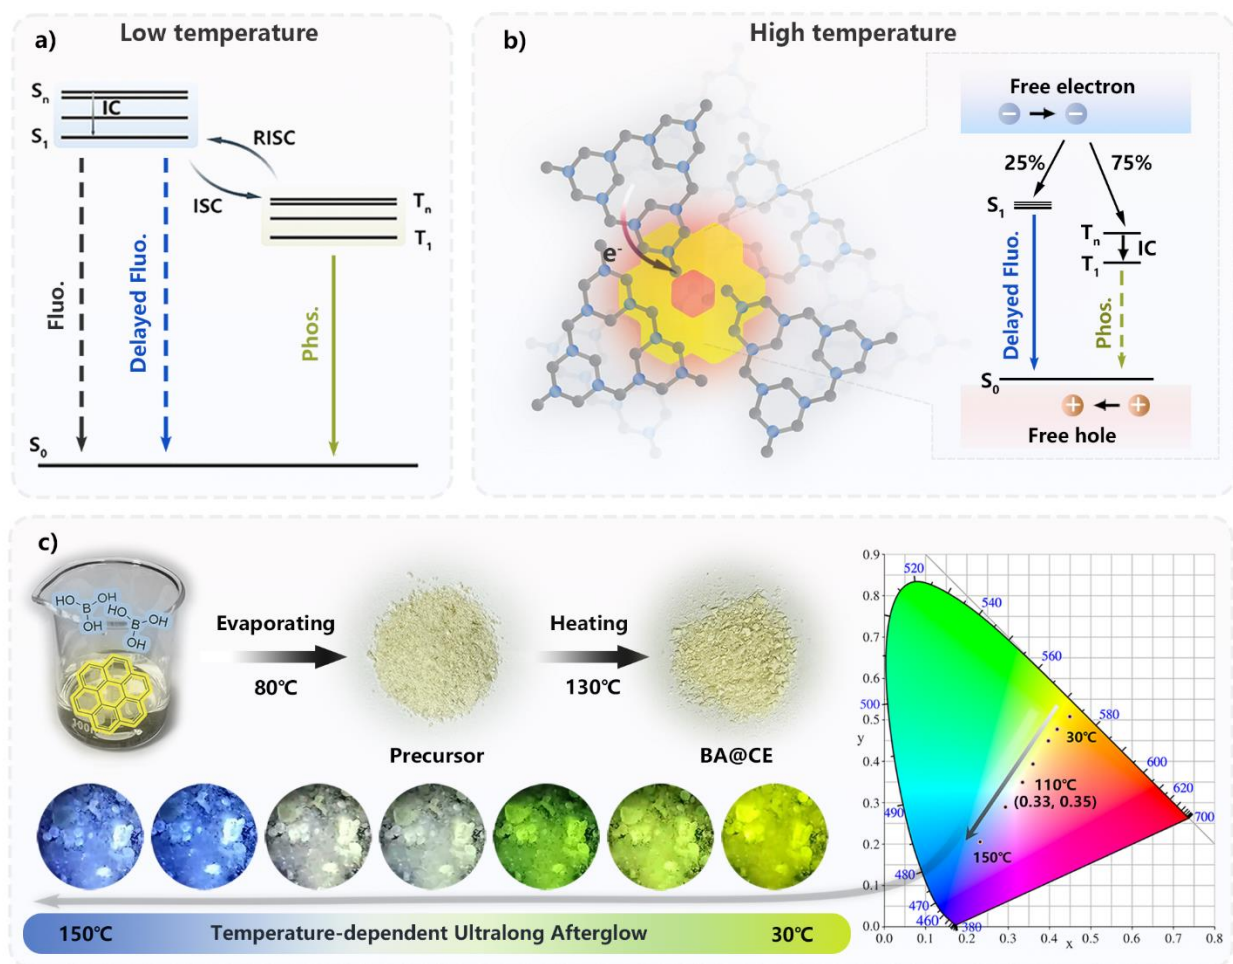 a)
Low temperature
Sn
IC
S1
RISC
ISC
Tn
T1
Fluo.
Delayed Fluo.
Phos.
S0
b)
High temperature
e-
Free electron
25%
75%
S1
Tn
IC
T1
Delayed Fluo.
Phos.
S0
Free hole
c)
HO OH
B
OH
HO OH
B
OH
Evaporating
80℃
Precursor
Heating
130℃
BA@CE
150℃
Temperature-dependent Ultralong Afterglow
30℃
0.9
0.8
0.7
0.6
0.5
y
0.4
0.3
0.2
0.1
0.0
0.0 0.1 0.2 0.3 0.4 0.5 0.6 0.7 0.8
x
520
540
560
580
600
620
700
500
490
480
470
460
380
30℃
110℃
(0.33, 0.35)
150℃